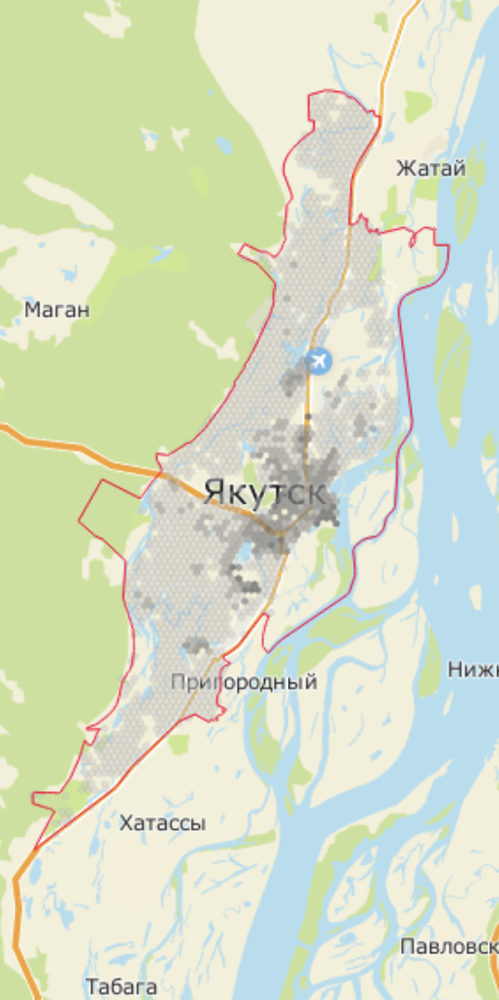 Жатай
Маган
Якутск
Нижн
Пригородный
Хатассы
Павловск
Табага